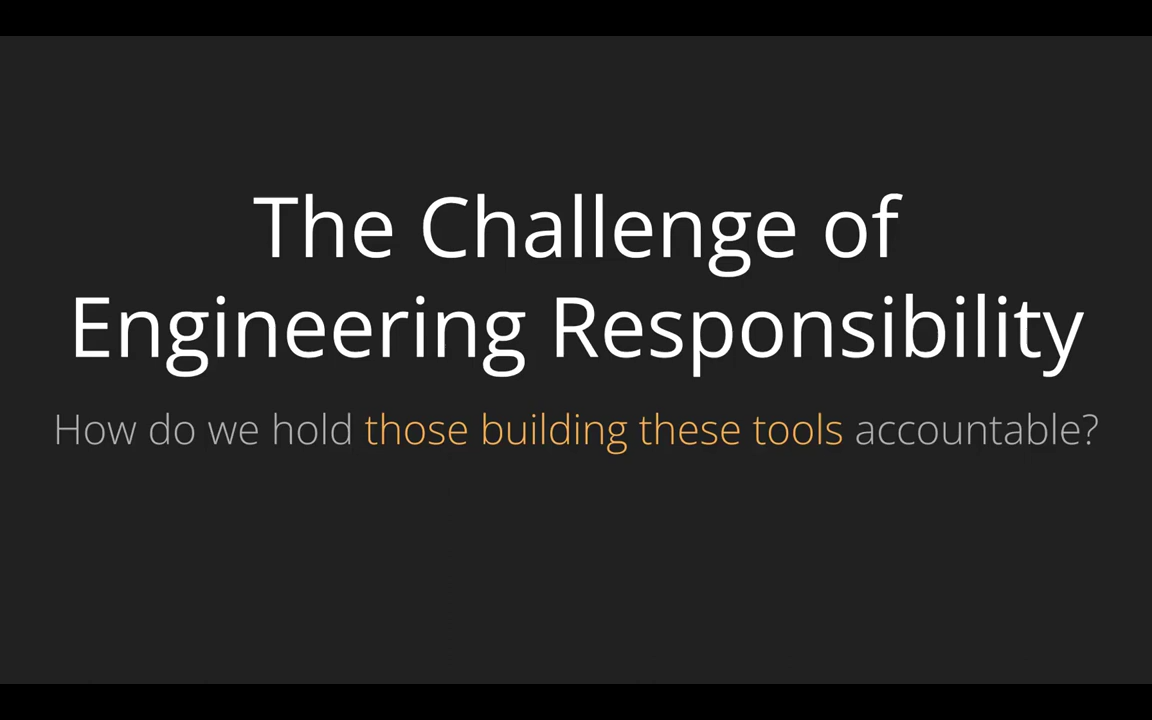 The Challenge of
Engineering Responsibility
How do we hold those building these tools accountable?